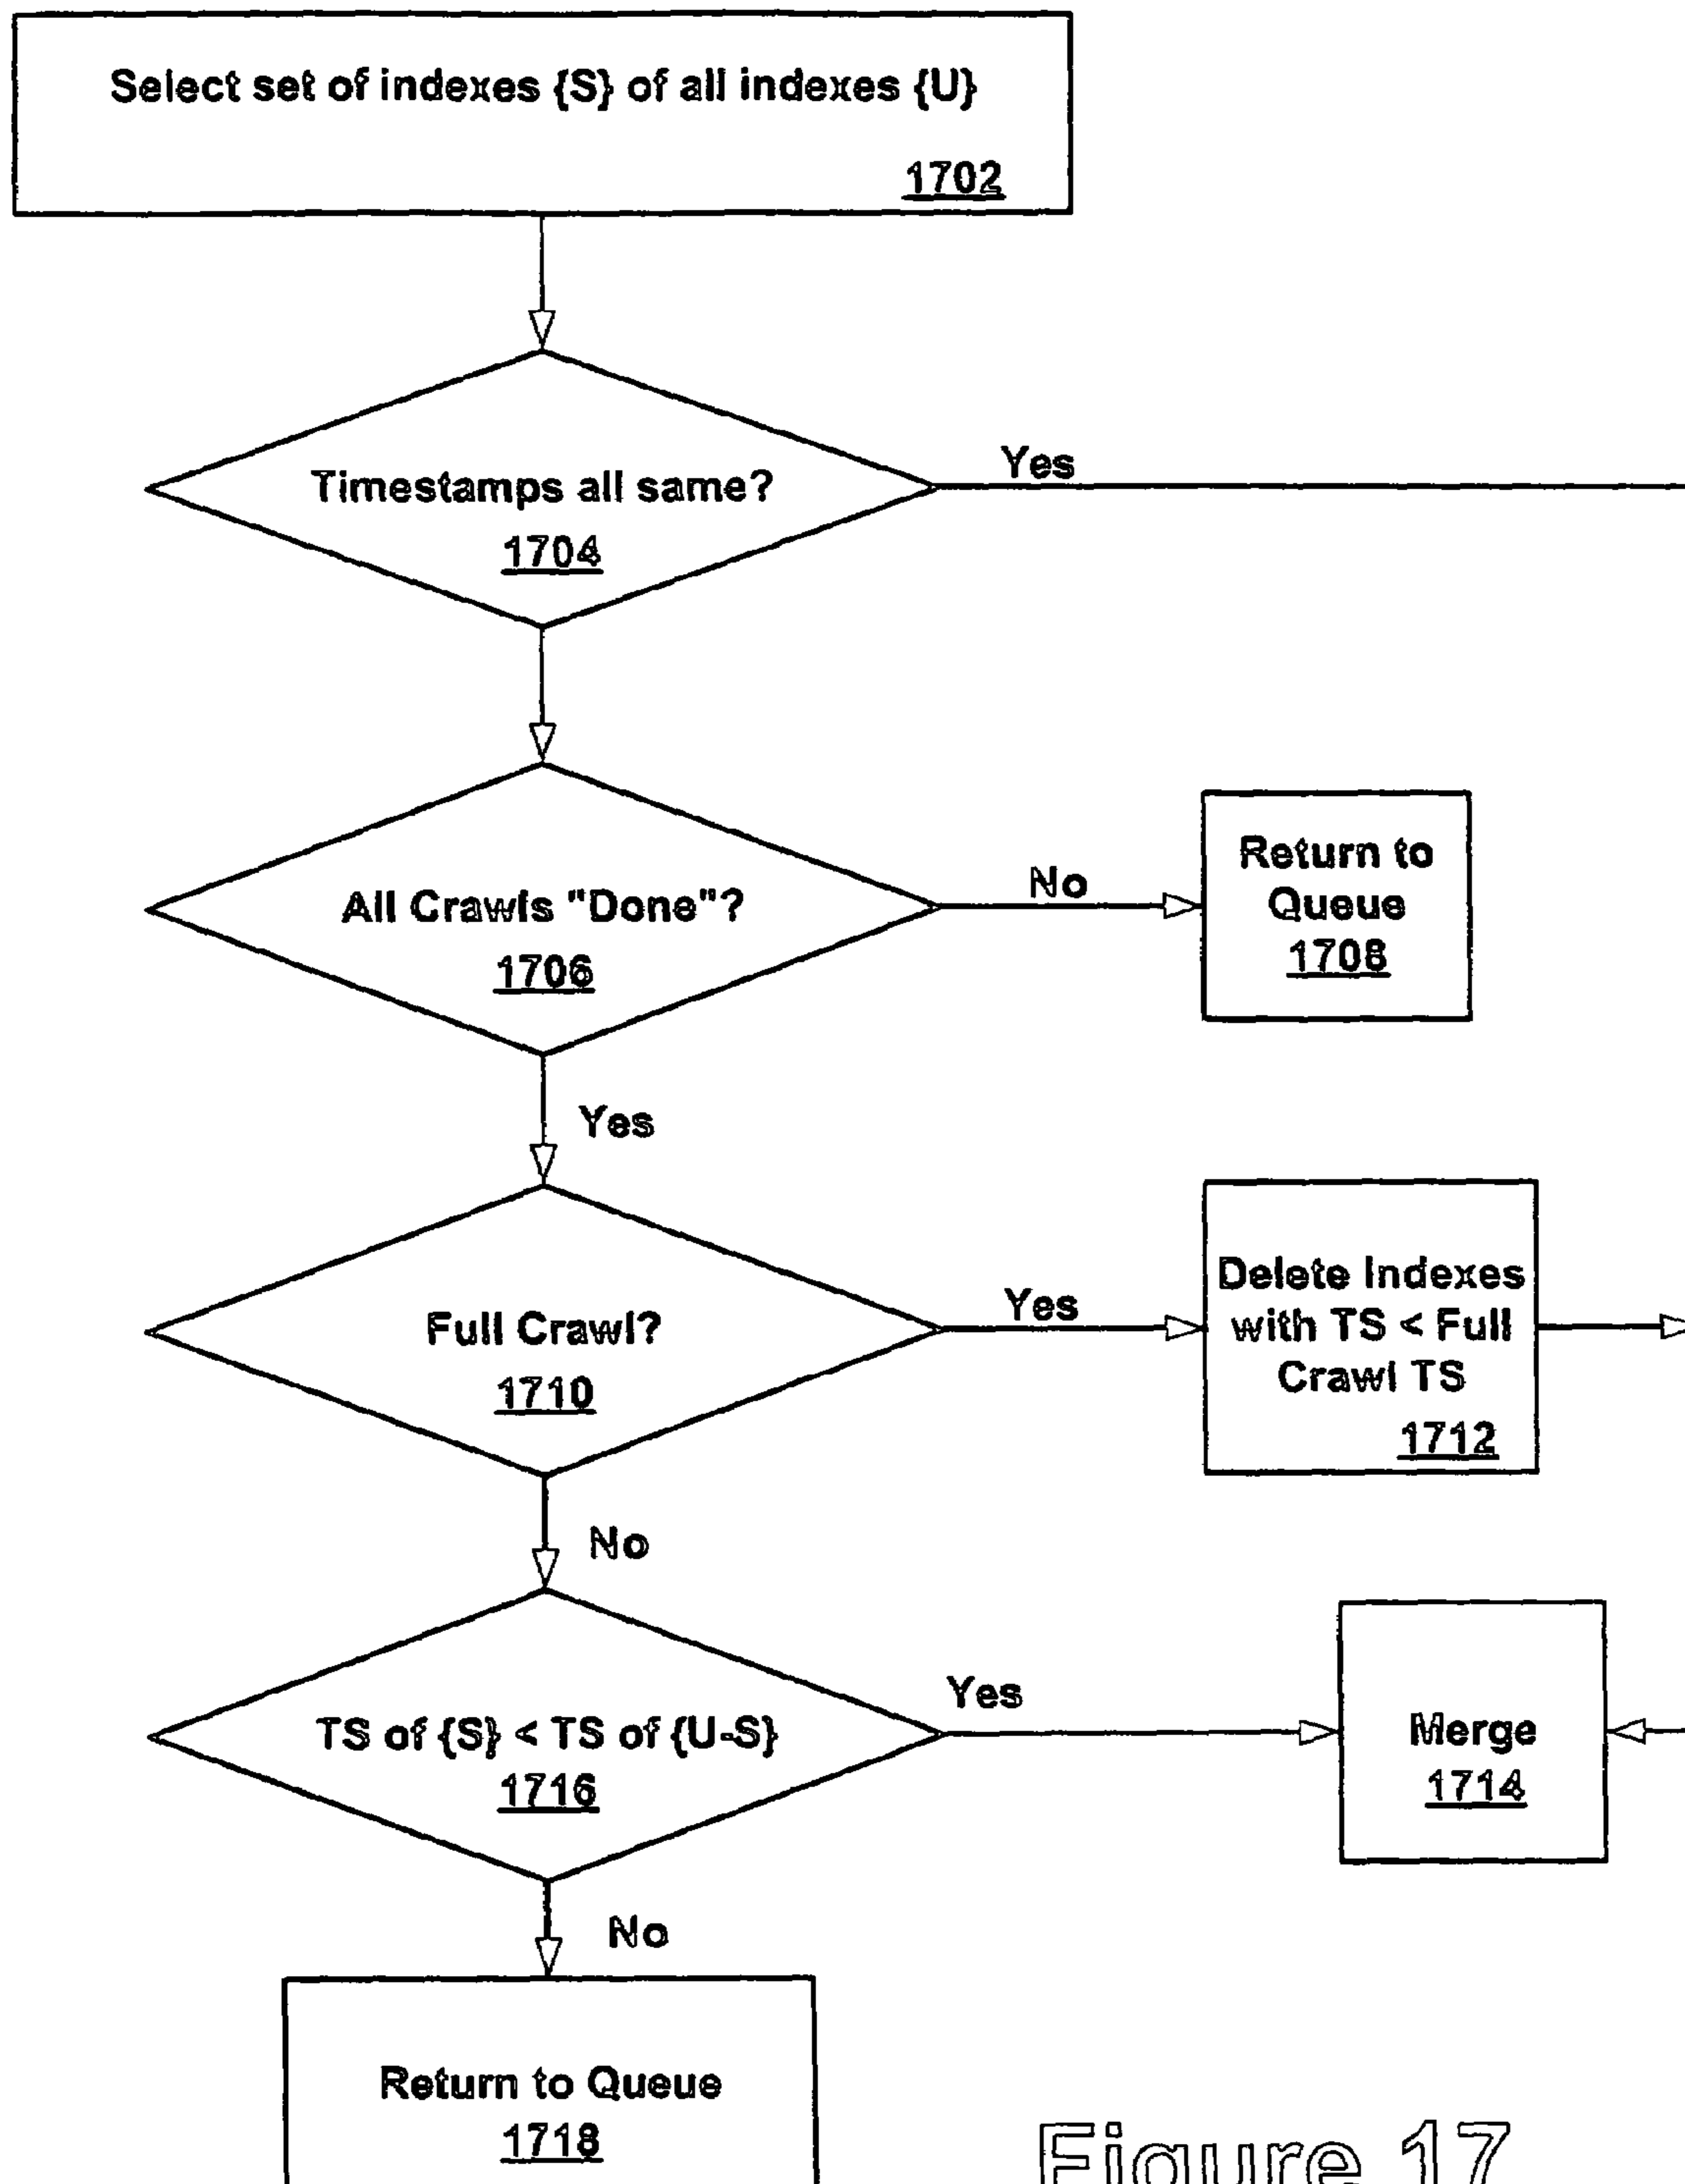 Select set of indexes {S} of all indexes {U}
1702
Timestamps all same?
1704
Yes
All Crawls "Done"?
1706
No
Return to
Queue
1708
Yes
Full Crawl?
1710
Yes
Delete Indexes
with TS < Full
Crawl TS
1712
No
TS of {S} < TS of {U-S}
1716
Yes
Merge
1714
No
Return to Queue
1718
Figure 17